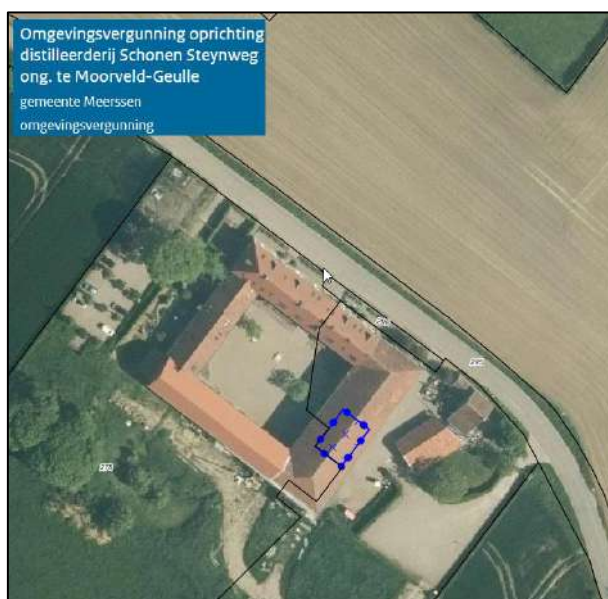 Omgevingsvergunning oprichting
distilleerderij Schonen Steynweg
ong. te Moorveld-Geulle
gemeente Meerssen
omgevingsvergunning